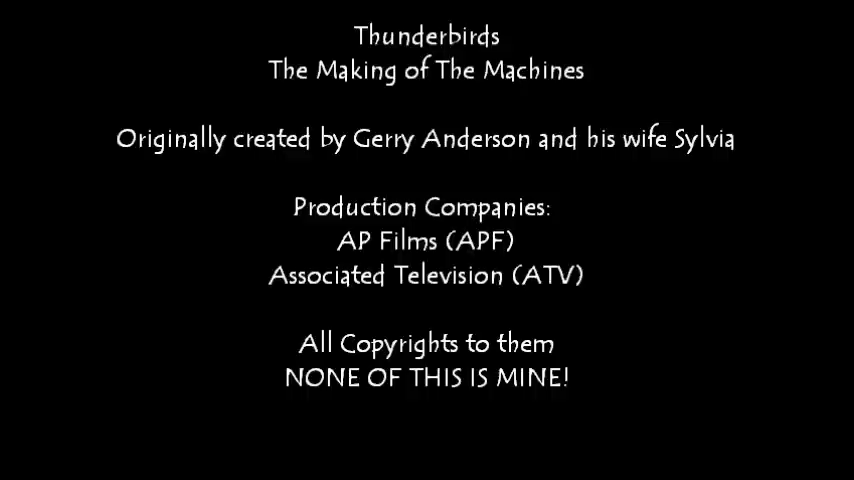 Thunderbirds
The Making of The Machines
Originally created by Gerry Anderson and his wife Sylvia
Production Companies:
AP Films (APF)
Associated Television (ATV)
All Copyrights to them
NONE OF THIS IS MINE!